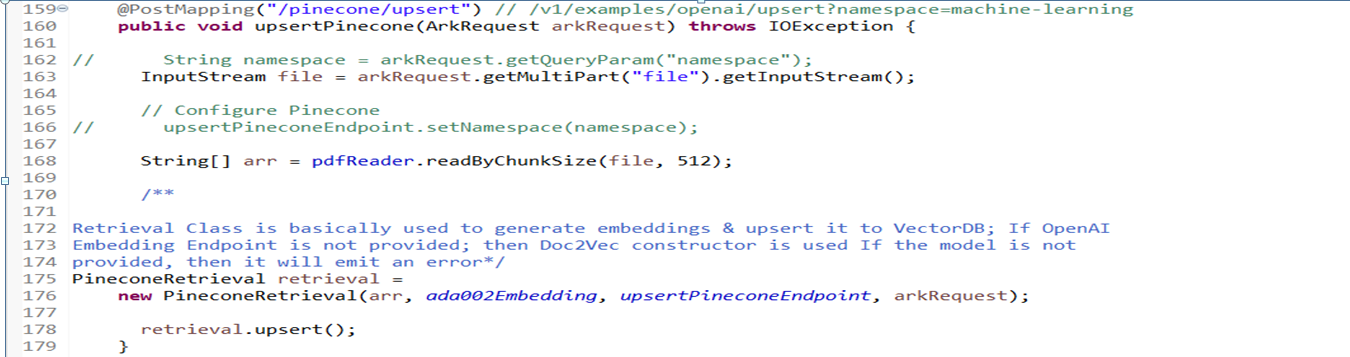 159 @PostMapping("/pinecone/upsert") // /v1/examples/openai/upsert?namespace=machine-learning
160 public void upsertPinecone(ArkRequest arkRequest) throws IOException {
161
162 // String namespace = arkRequest.getQueryParam("namespace");
163 InputStream file = arkRequest.getMultiPart("file").getInputStream();
164
165 // Configure Pinecone
166 // upsertPineconeEndpoint.setNamespace(namespace);
167
168 String[] arr = pdfReader.readByChunkSize(file, 512);
169
170 /**
171
172 Retrieval Class is basically used to generate embeddings & upsert it to VectorDB; If OpenAI
173 Embedding Endpoint is not provided; then Doc2Vec constructor is used If the model is not
174 provided, then it will emit an error*/
175 PineconeRetrieval retrieval =
176 new PineconeRetrieval(arr, ada002Embedding, upsertPineconeEndpoint, arkRequest);
177
178 retrieval.upsert();
179 }